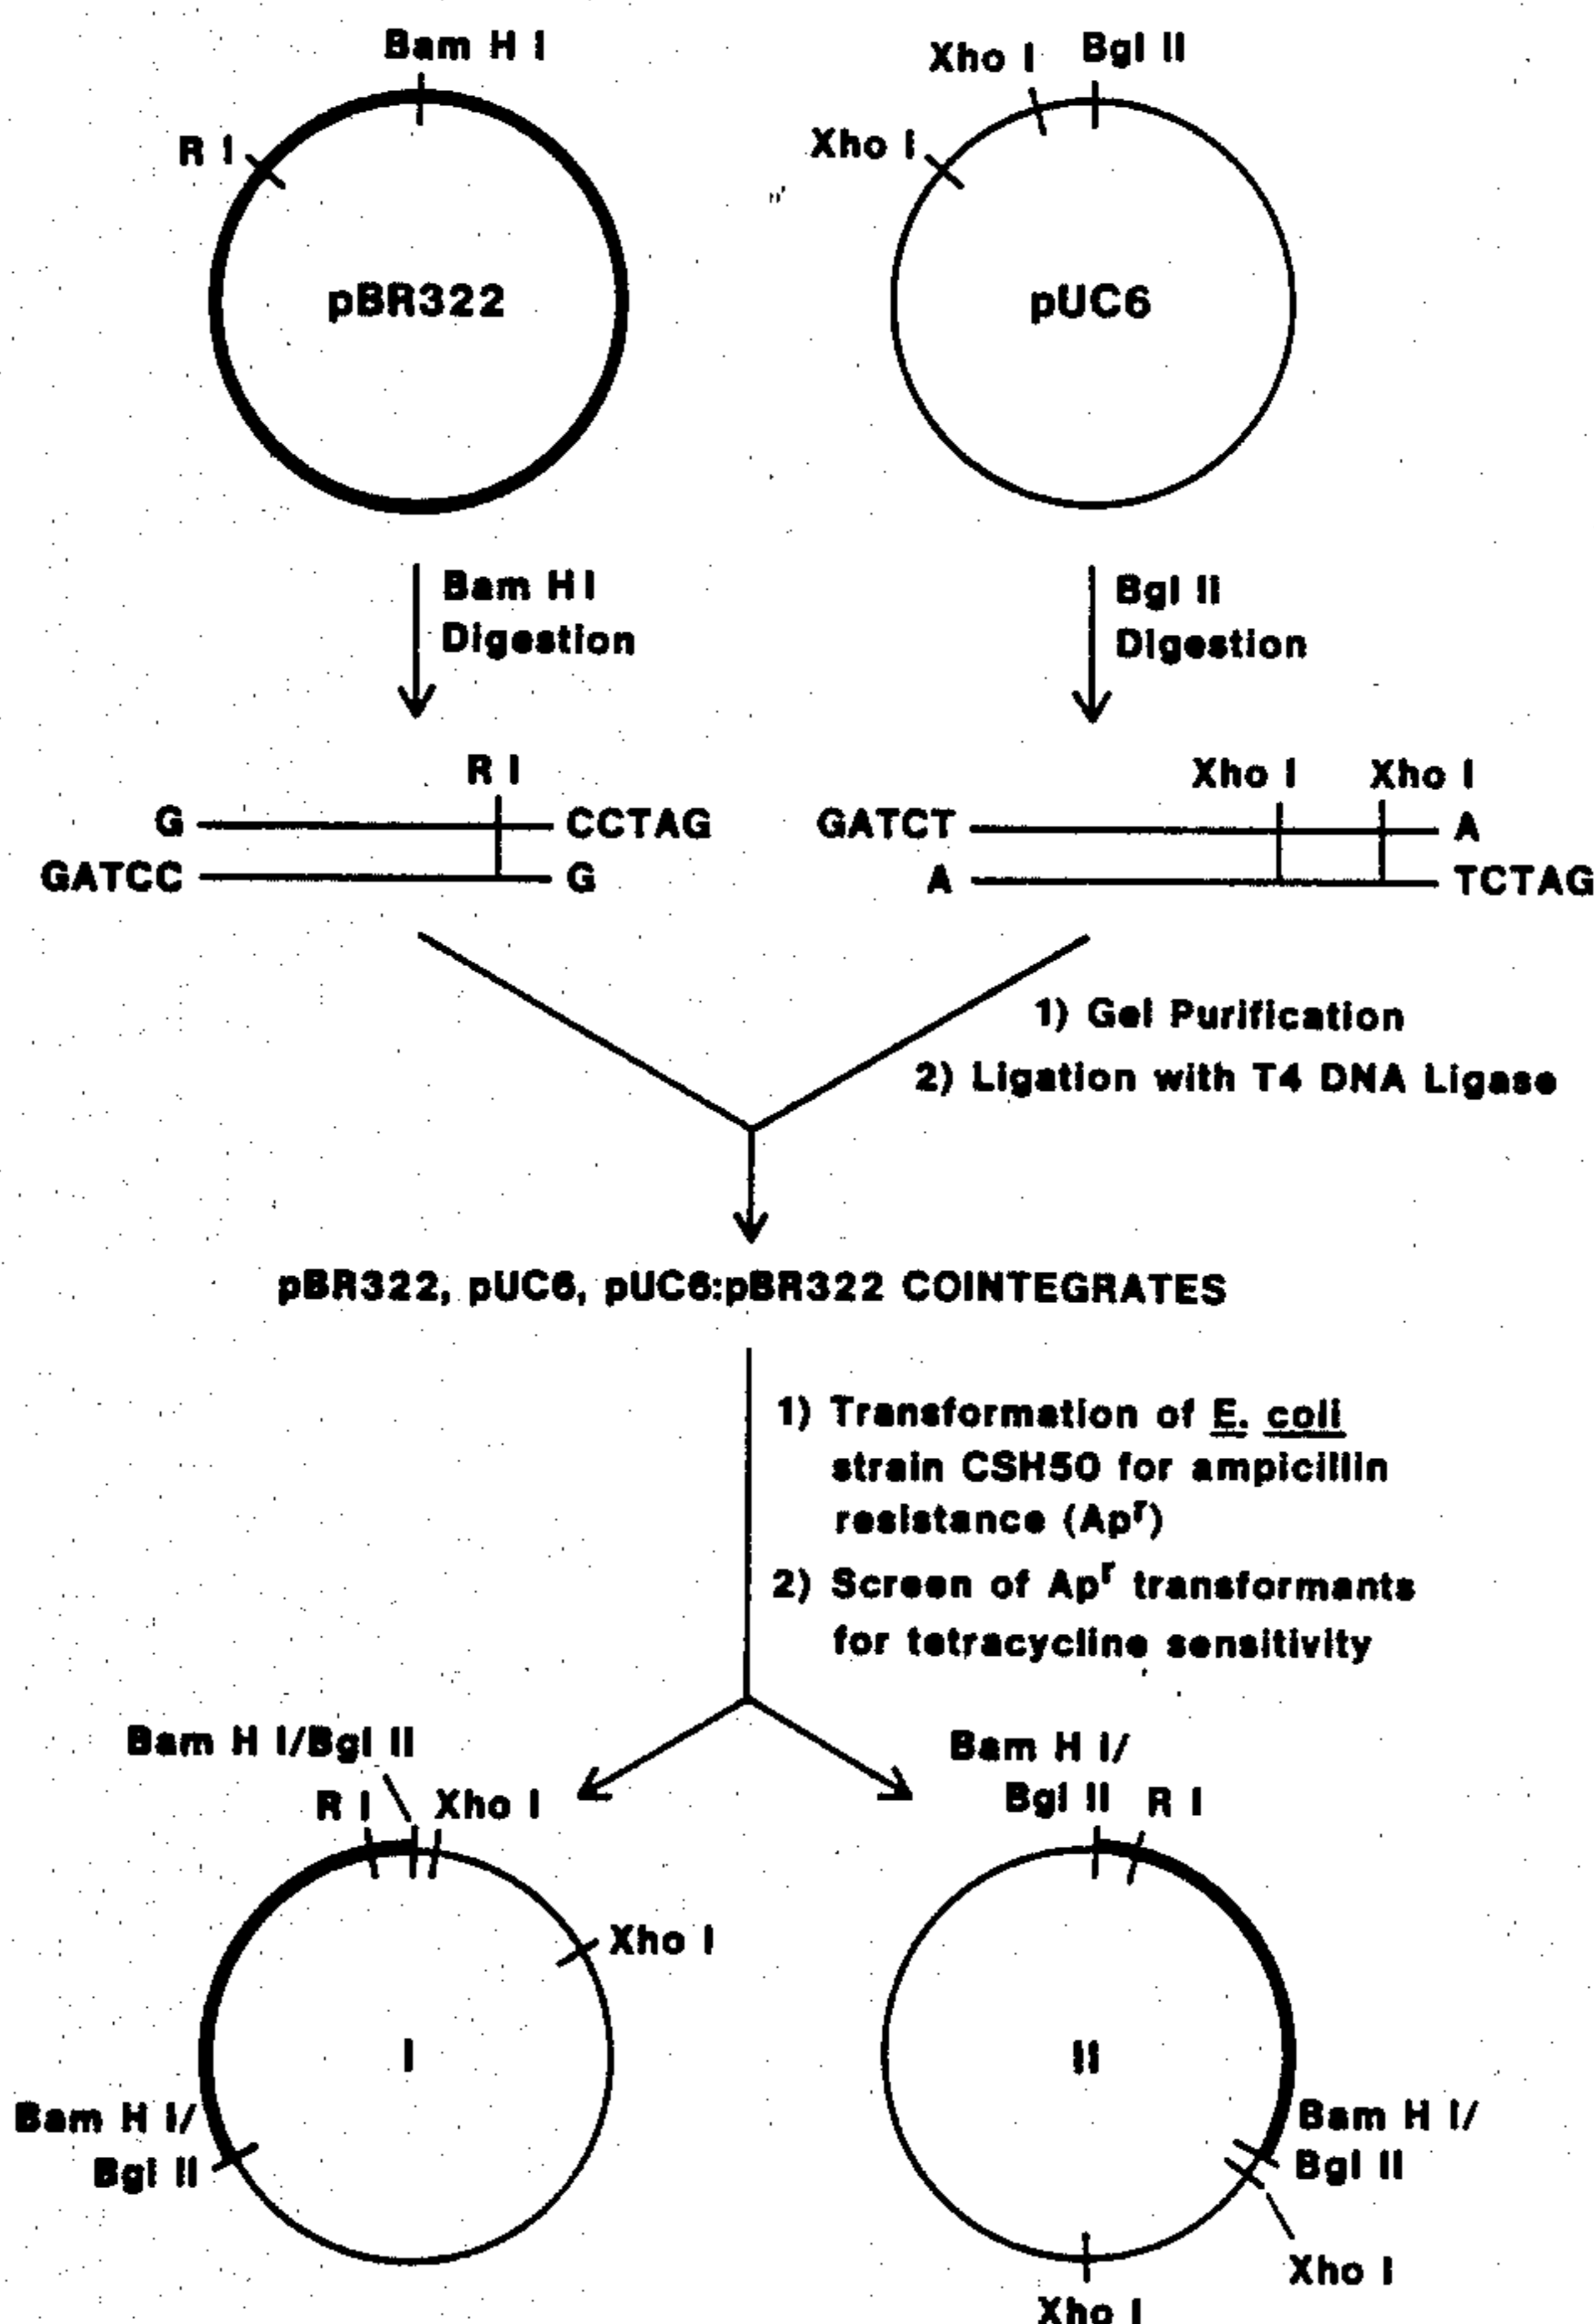 Bam H I
R I
pBR322
Xho I
Bgl II
Xho I
pUC6
Bam H I
Digestion
Bgl II
Digestion
R I
G
CCTAG
GATCC
G
Xho I
Xho I
GATCT
A
A
TCTAG
1) Gel Purification
2) Ligation with T4 DNA Ligase
pBR322, pUC6, pUC6:pBR322 COINTEGRATES
1) Transformation of E. coli
strain CSH50 for ampicillin
resistance (Apr)
2) Screen of Apr transformants
for tetracycline sensitivity
Bam H I/Bgl II
R I
Xho I
Xho I
I
Bam H I/
Bgl II
Bam H I/
Bgl II
R I
II
Bam H I/
Bgl II
Xho I
Xho I